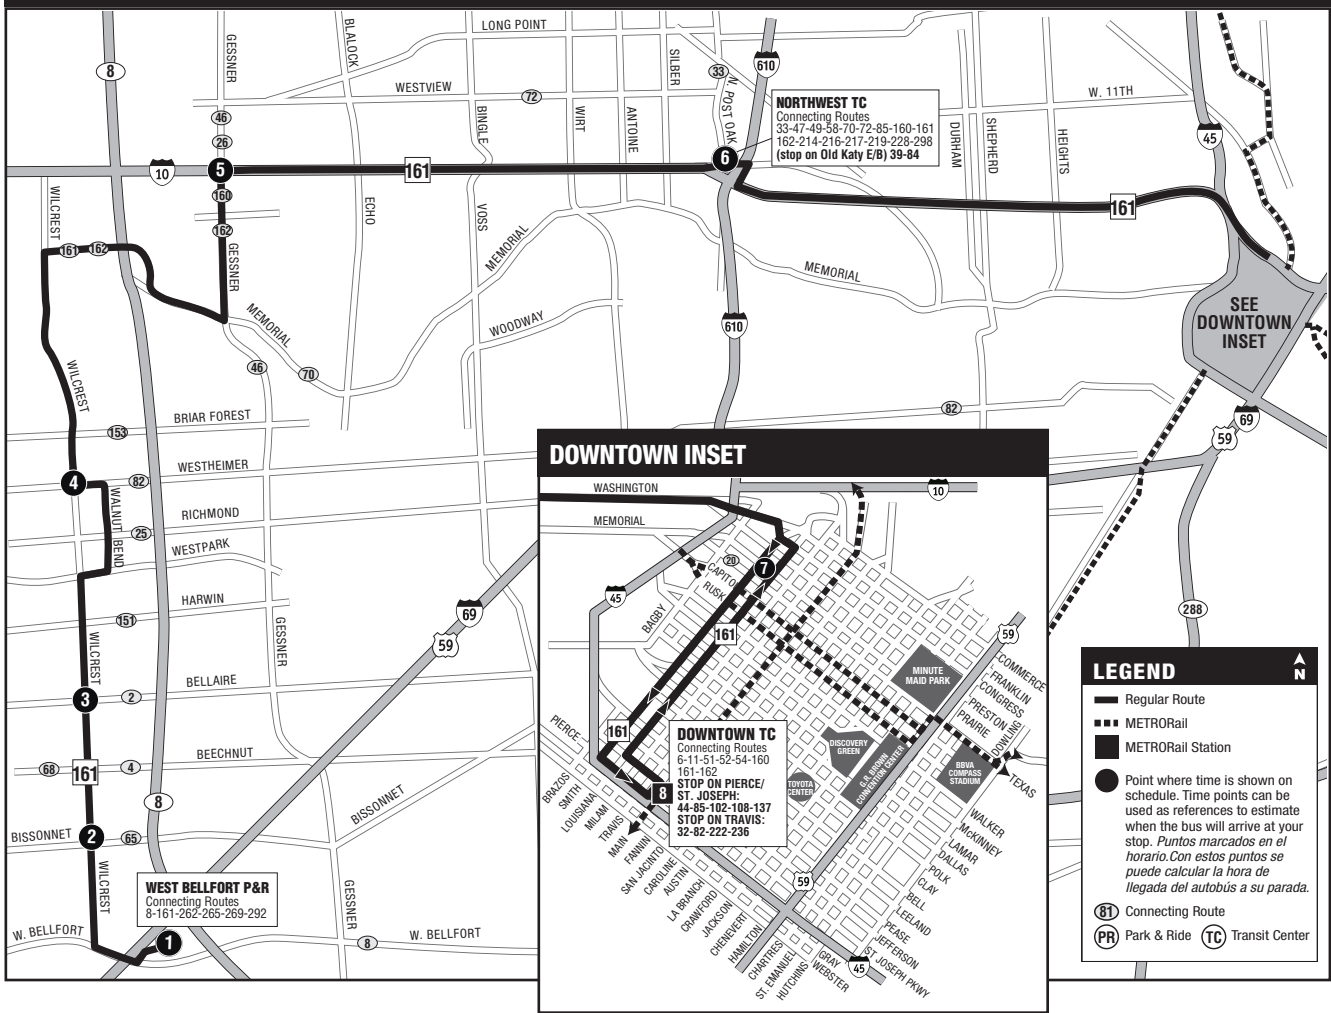 LONG POINT
BLALOCK
GESSNER
8
610
45
SILBER
33
N. POST OAK
WESTVIEW
72
W. 11TH
BINGLE
WIRT
ANTOINE
46
26
NORTHWEST TC
Connecting Routes
33-47-49-58-70-72-85-160-161
162-214-216-217-219-228-298
(stop on Old Katy E/B) 39-84
DURHAM
SHEPHERD
HEIGHTS
10
5
161
6
WILCREST
160
ECHO
VOSS
161
161
162
162
GESSNER
MEMORIAL
MEMORIAL
MEMORIAL
WOODWAY
610
SEE
DOWNTOWN
INSET
46
70
WILCREST
BRIAR FOREST
153
82
69
59
WESTHEIMER
4
82
WALNUT BEND
RICHMOND
25
WESTPARK
HARWIN
151
GESSNER
WILCREST
69
59
288
BELLAIRE
3
2
BEECHNUT
68
161
4
8
BISSONNET
BISSONNET
2
65
WILCREST
WEST BELLFORT P&R
Connecting Routes
8-161-262-265-269-292
GESSNER
W. BELLFORT
1
8
W. BELLFORT
DOWNTOWN INSET
WASHINGTON
10
MEMORIAL
20
7
CAPITOL
RUSK
45
BAGBY
161
59
MINUTE
MAID PARK
COMMERCE
FRANKLIN
CONGRESS
PRESTON
PRAIRIE
DOWLING
TEXAS
161
PIERCE
DOWNTOWN TC
Connecting Routes
6-11-51-52-54-160
161-162
STOP ON PIERCE/
ST. JOSEPH:
44-85-102-108-137
STOP ON TRAVIS:
32-82-222-236
8
DISCOVERY
GREEN
G.R. BROWN
CONVENTION CENTER
TOYOTA
CENTER
BBVA
COMPASS
STADIUM
BRAZOS
SMITH
LOUISIANA
MILAM
TRAVIS
MAIN
FANNIN
SAN JACINTO
CAROLINE
AUSTIN
LA BRANCH
CRAWFORD
JACKSON
CHENEVERT
HAMILTON
CHARTRES
ST. EMANUEL
HUTCHINS
59
WALKER
McKINNEY
LAMAR
DALLAS
POLK
CLAY
BELL
LEELAND
PEASE
JEFFERSON
ST JOSEPH PKWY
GRAY
WEBSTER
45
LEGEND
N
Regular Route
METRORail
METRORail Station
Point where time is shown on
schedule. Time points can be
used as references to estimate
when the bus will arrive at your
stop. Puntos marcados en el
horario.Con estos puntos se
puede calcular la hora de
llegada del autobús a su parada.
81 Connecting Route
PR Park & Ride TC Transit Center